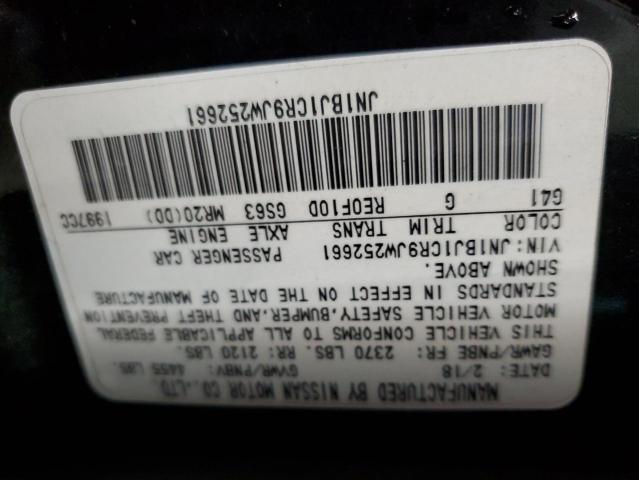 MANUFACTURED BY NISSAN MOTOR CO.,LTD.
DATE: 2/18 GVWR/PNBV: 4455 LBS.
GAWR/PNBE FR: 2370 LBS. RR: 2120 LBS.
THIS VEHICLE CONFORMS TO ALL APPLICABLE FEDERAL
MOTOR VEHICLE SAFETY,BUMPER,AND THEFT PREVENTION
STANDARDS IN EFFECT ON THE DATE OF MANUFACTURE
SHOWN ABOVE.
VIN: JN1BJ1CR9JW252661 PASSENGER CAR
COLOR TRIM TRANS AXLE ENGINE
G41 G RE0F10D GS63 MR20(DD) 1997CC
JN1BJ1CR9JW252661